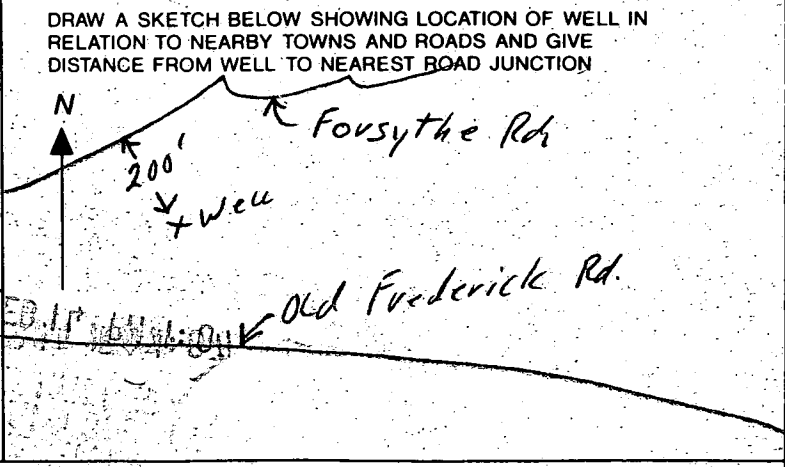 DRAW A SKETCH BELOW SHOWING LOCATION OF WELL IN
RELATION TO NEARBY TOWNS AND ROADS AND GIVE
DISTANCE FROM WELL TO NEAREST ROAD JUNCTION
N
Forsythe Rd
200'
x Well
Old Frederick Rd.